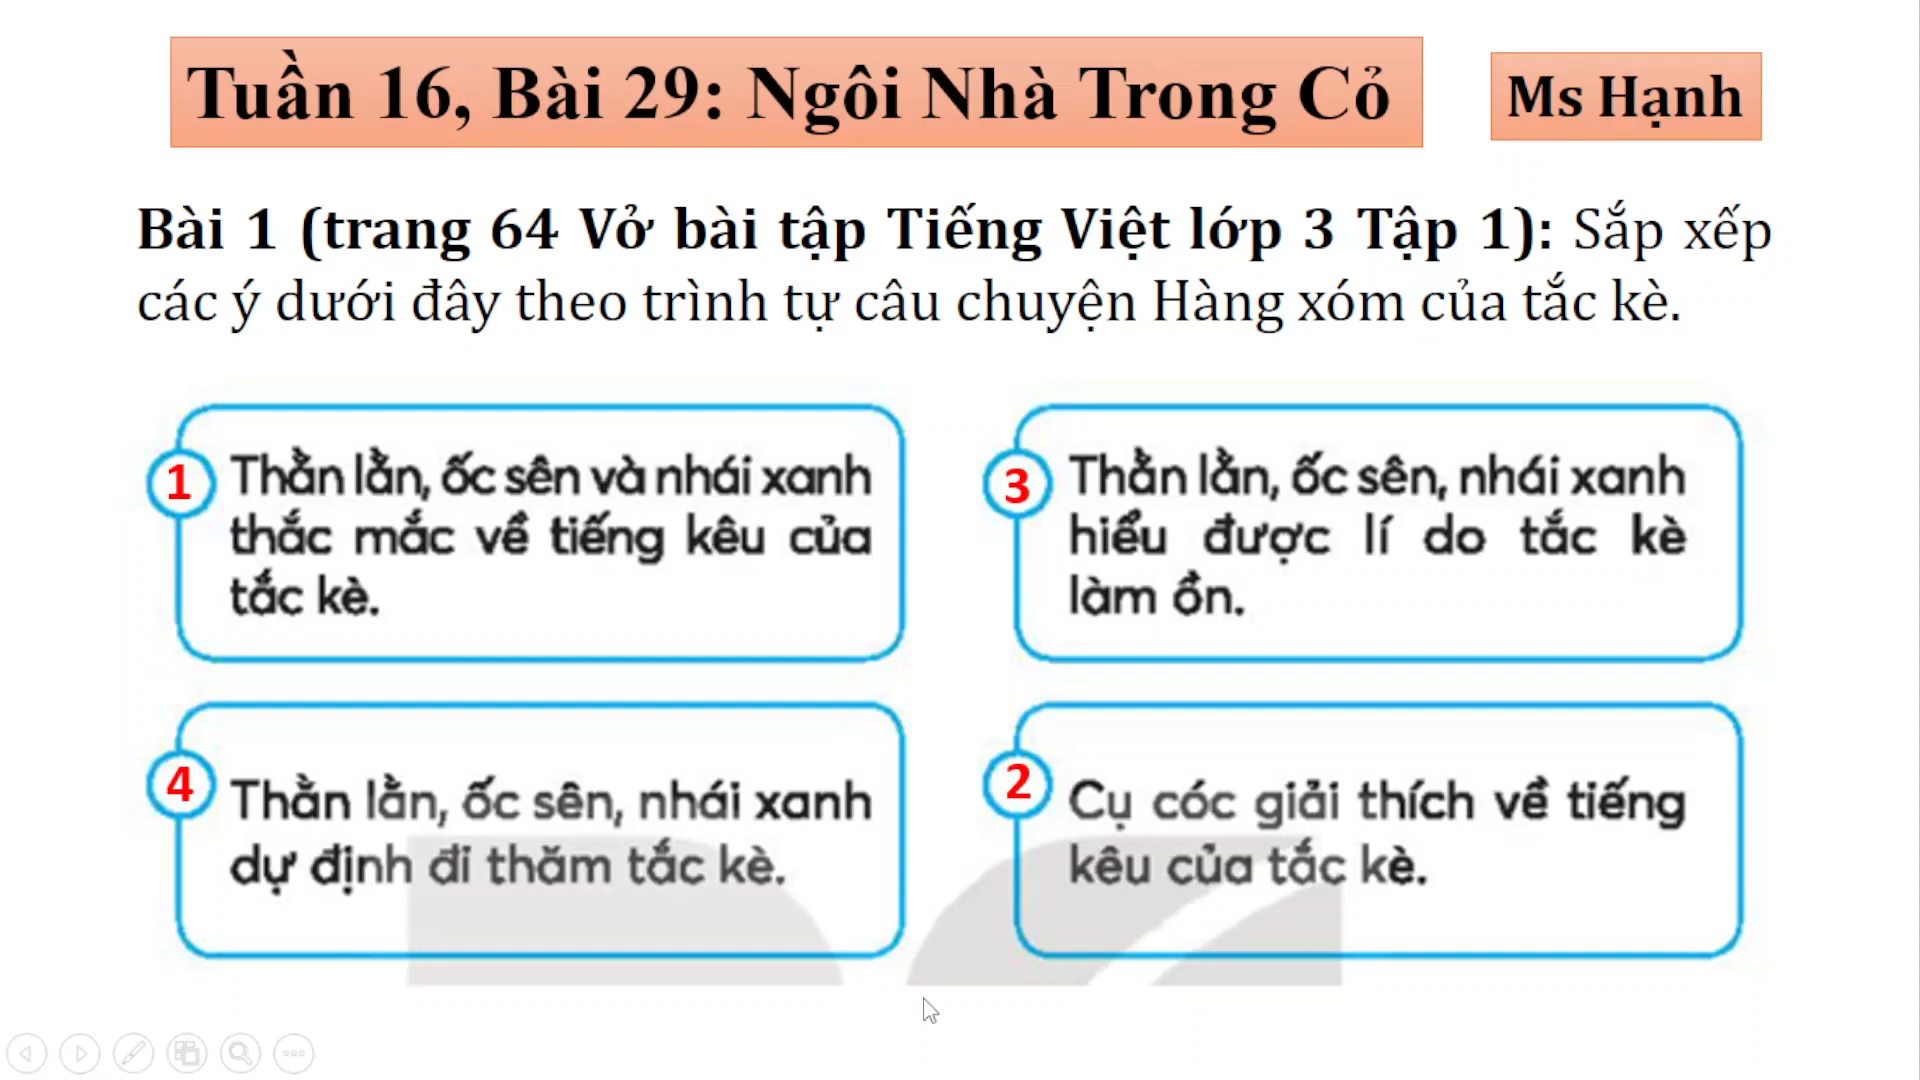 Tuần 16, Bài 29: Ngôi Nhà Trong Cỏ
Ms Hạnh
Bài 1 (trang 64 Vở bài tập Tiếng Việt lớp 3 Tập 1): Sắp xếp
các ý dưới đây theo trình tự câu chuyện Hàng xóm của tắc kè.
1
Thằn lằn, ốc sên và nhái xanh
thắc mắc về tiếng kêu của
tắc kè.
3
Thằn lằn, ốc sên, nhái xanh
hiểu được lí do tắc kè
làm ồn.
4
Thằn lằn, ốc sên, nhái xanh
dự định đi thăm tắc kè.
2
Cụ cóc giải thích về tiếng
kêu của tắc kè.